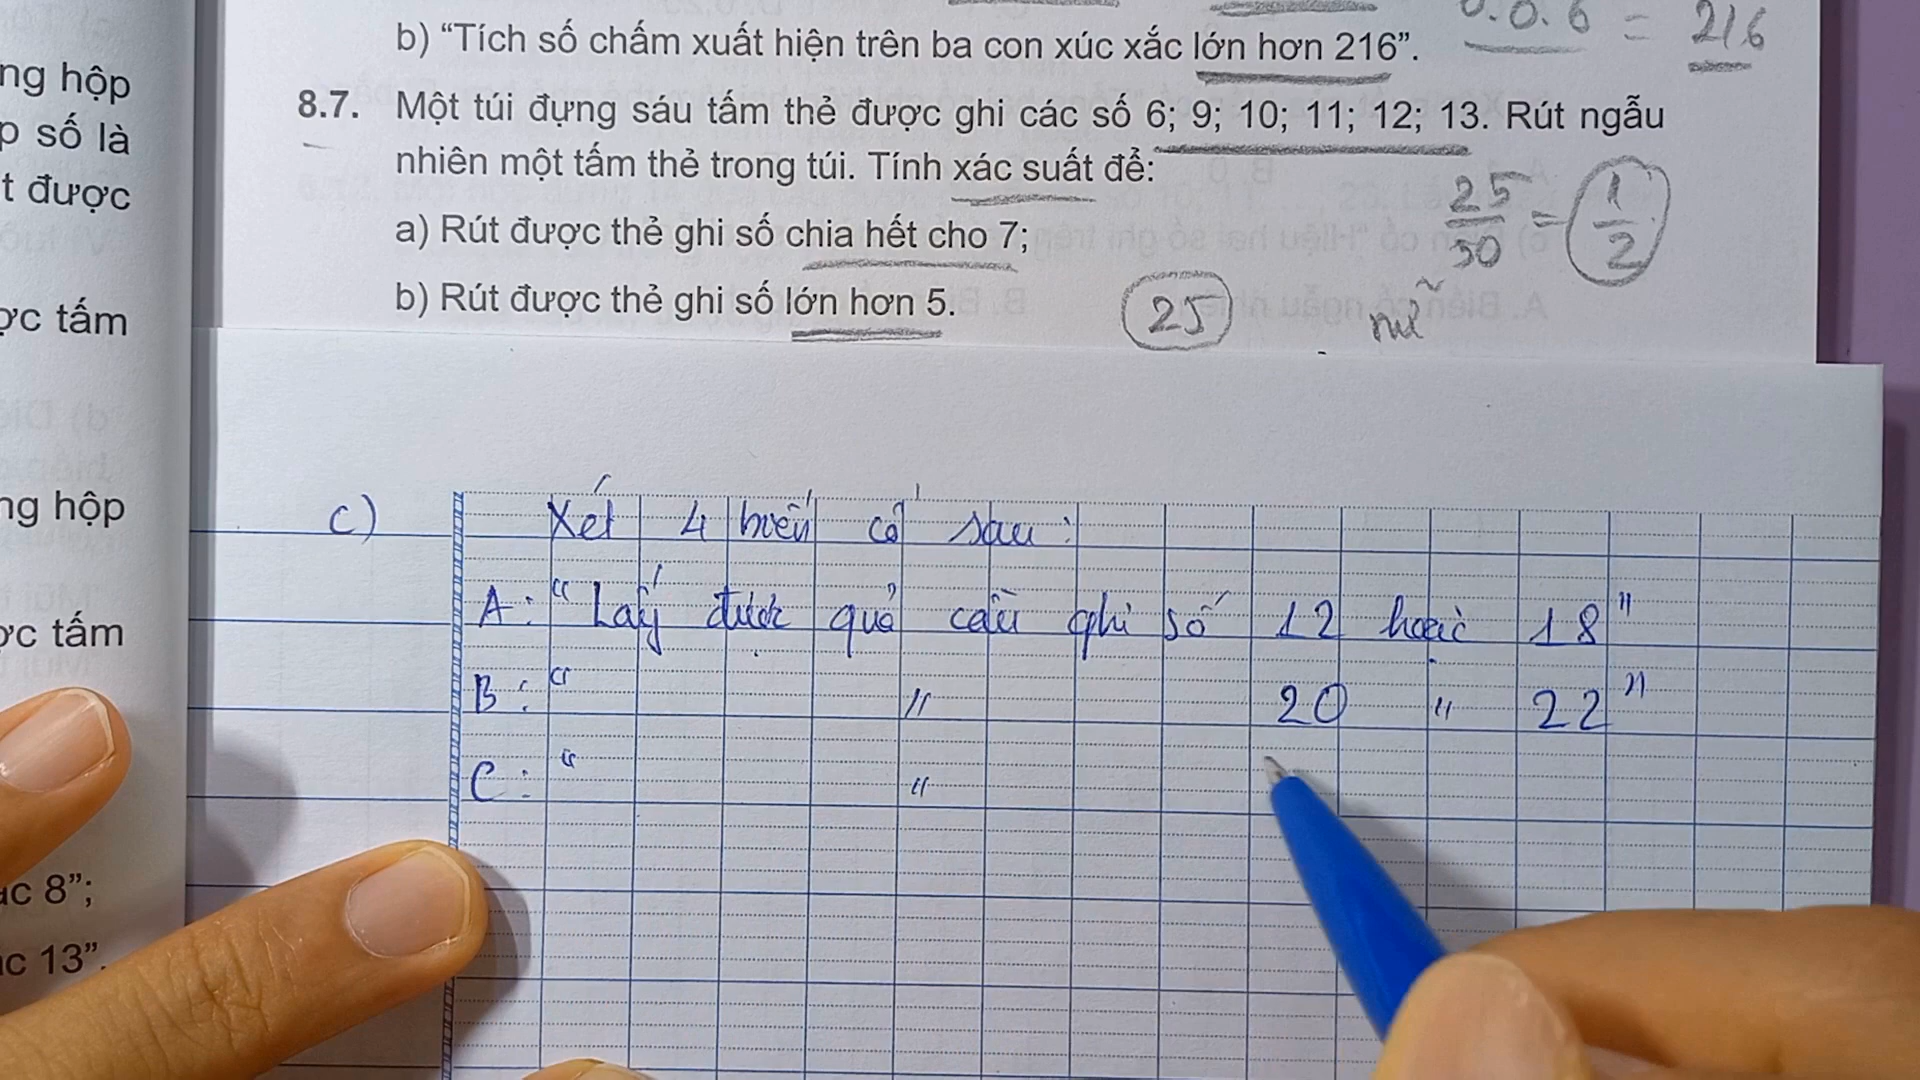 b) “Tích số chấm xuất hiện trên ba con xúc xắc lớn hơn 216”.
= 216
8.7. Một túi đựng sáu tấm thẻ được ghi các số 6; 9; 10; 11; 12; 13. Rút ngẫu
nhiên một tấm thẻ trong túi. Tính xác suất để:
a) Rút được thẻ ghi số chia hết cho 7;
b) Rút được thẻ ghi số lớn hơn 5.
25/50 = 1/2
25
ng hộp
p số là
t được
ợc tấm
ng hộp
ợc tấm
ác 8”;
c 13”.
c) Xét 4 biến cố sau:
A: “Lấy được quả cầu ghi số 12 hoặc 18”
B: “ " 20 " 22”
C: “ "